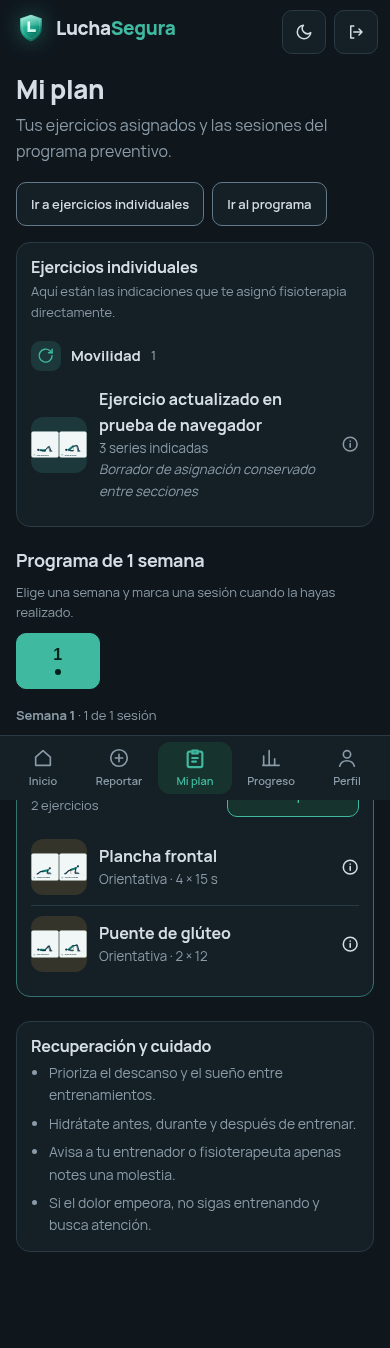 LuchaSegura
Mi plan
Tus ejercicios asignados y las sesiones del
programa preventivo.
Ir a ejercicios individuales
Ir al programa
Ejercicios individuales
Aquí están las indicaciones que te asignó fisioterapia
directamente.
Movilidad 1
Ejercicio actualizado en
prueba de navegador
3 series indicadas
Borrador de asignación conservado
entre secciones
Programa de 1 semana
Elige una semana y marca una sesión cuando la hayas
realizado.
1
Semana 1 · 1 de 1 sesión
Inicio
Reportar
Mi plan
Progreso
Perfil
2 ejercicios
Plancha frontal
Orientativa · 4 × 15 s
Puente de glúteo
Orientativa · 2 × 12
Recuperación y cuidado
Prioriza el descanso y el sueño entre
entrenamientos.
Hidrátate antes, durante y después de entrenar.
Avisa a tu entrenador o fisioterapeuta apenas
notes una molestia.
Si el dolor empeora, no sigas entrenando y
busca atención.